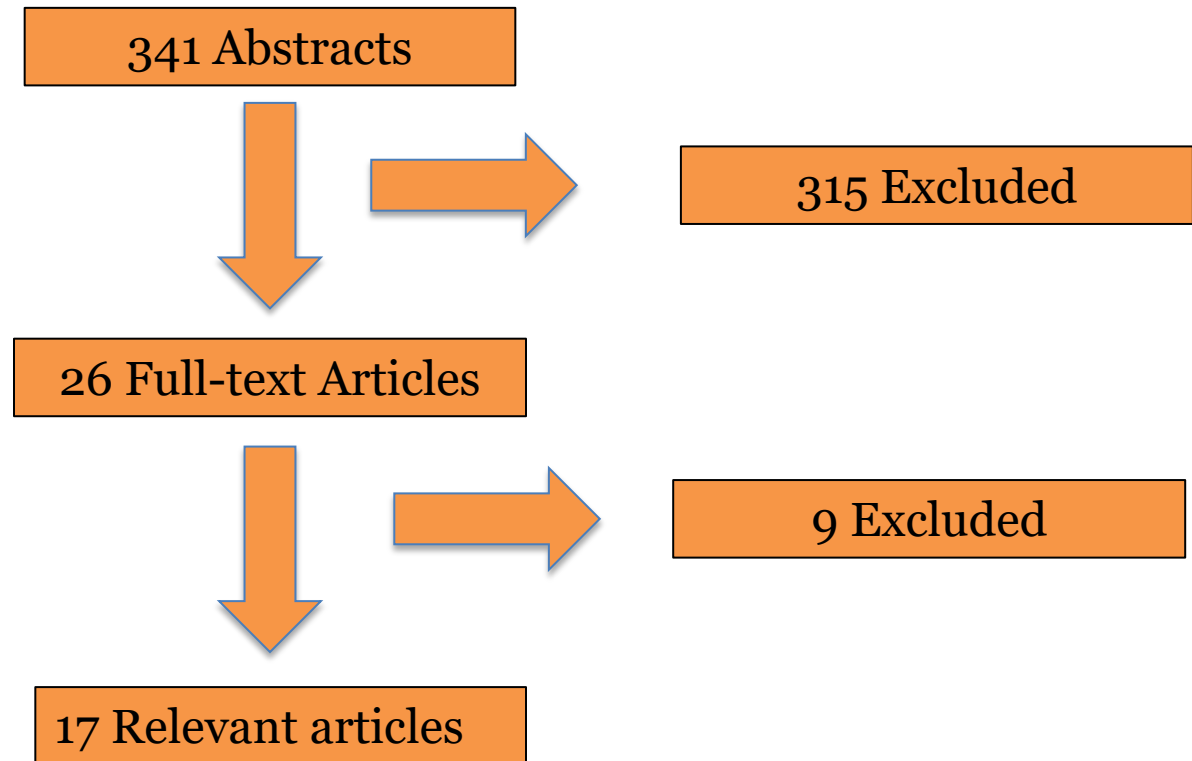 341 Abstracts
315 Excluded
26 Full-text Articles
9 Excluded
17 Relevant articles